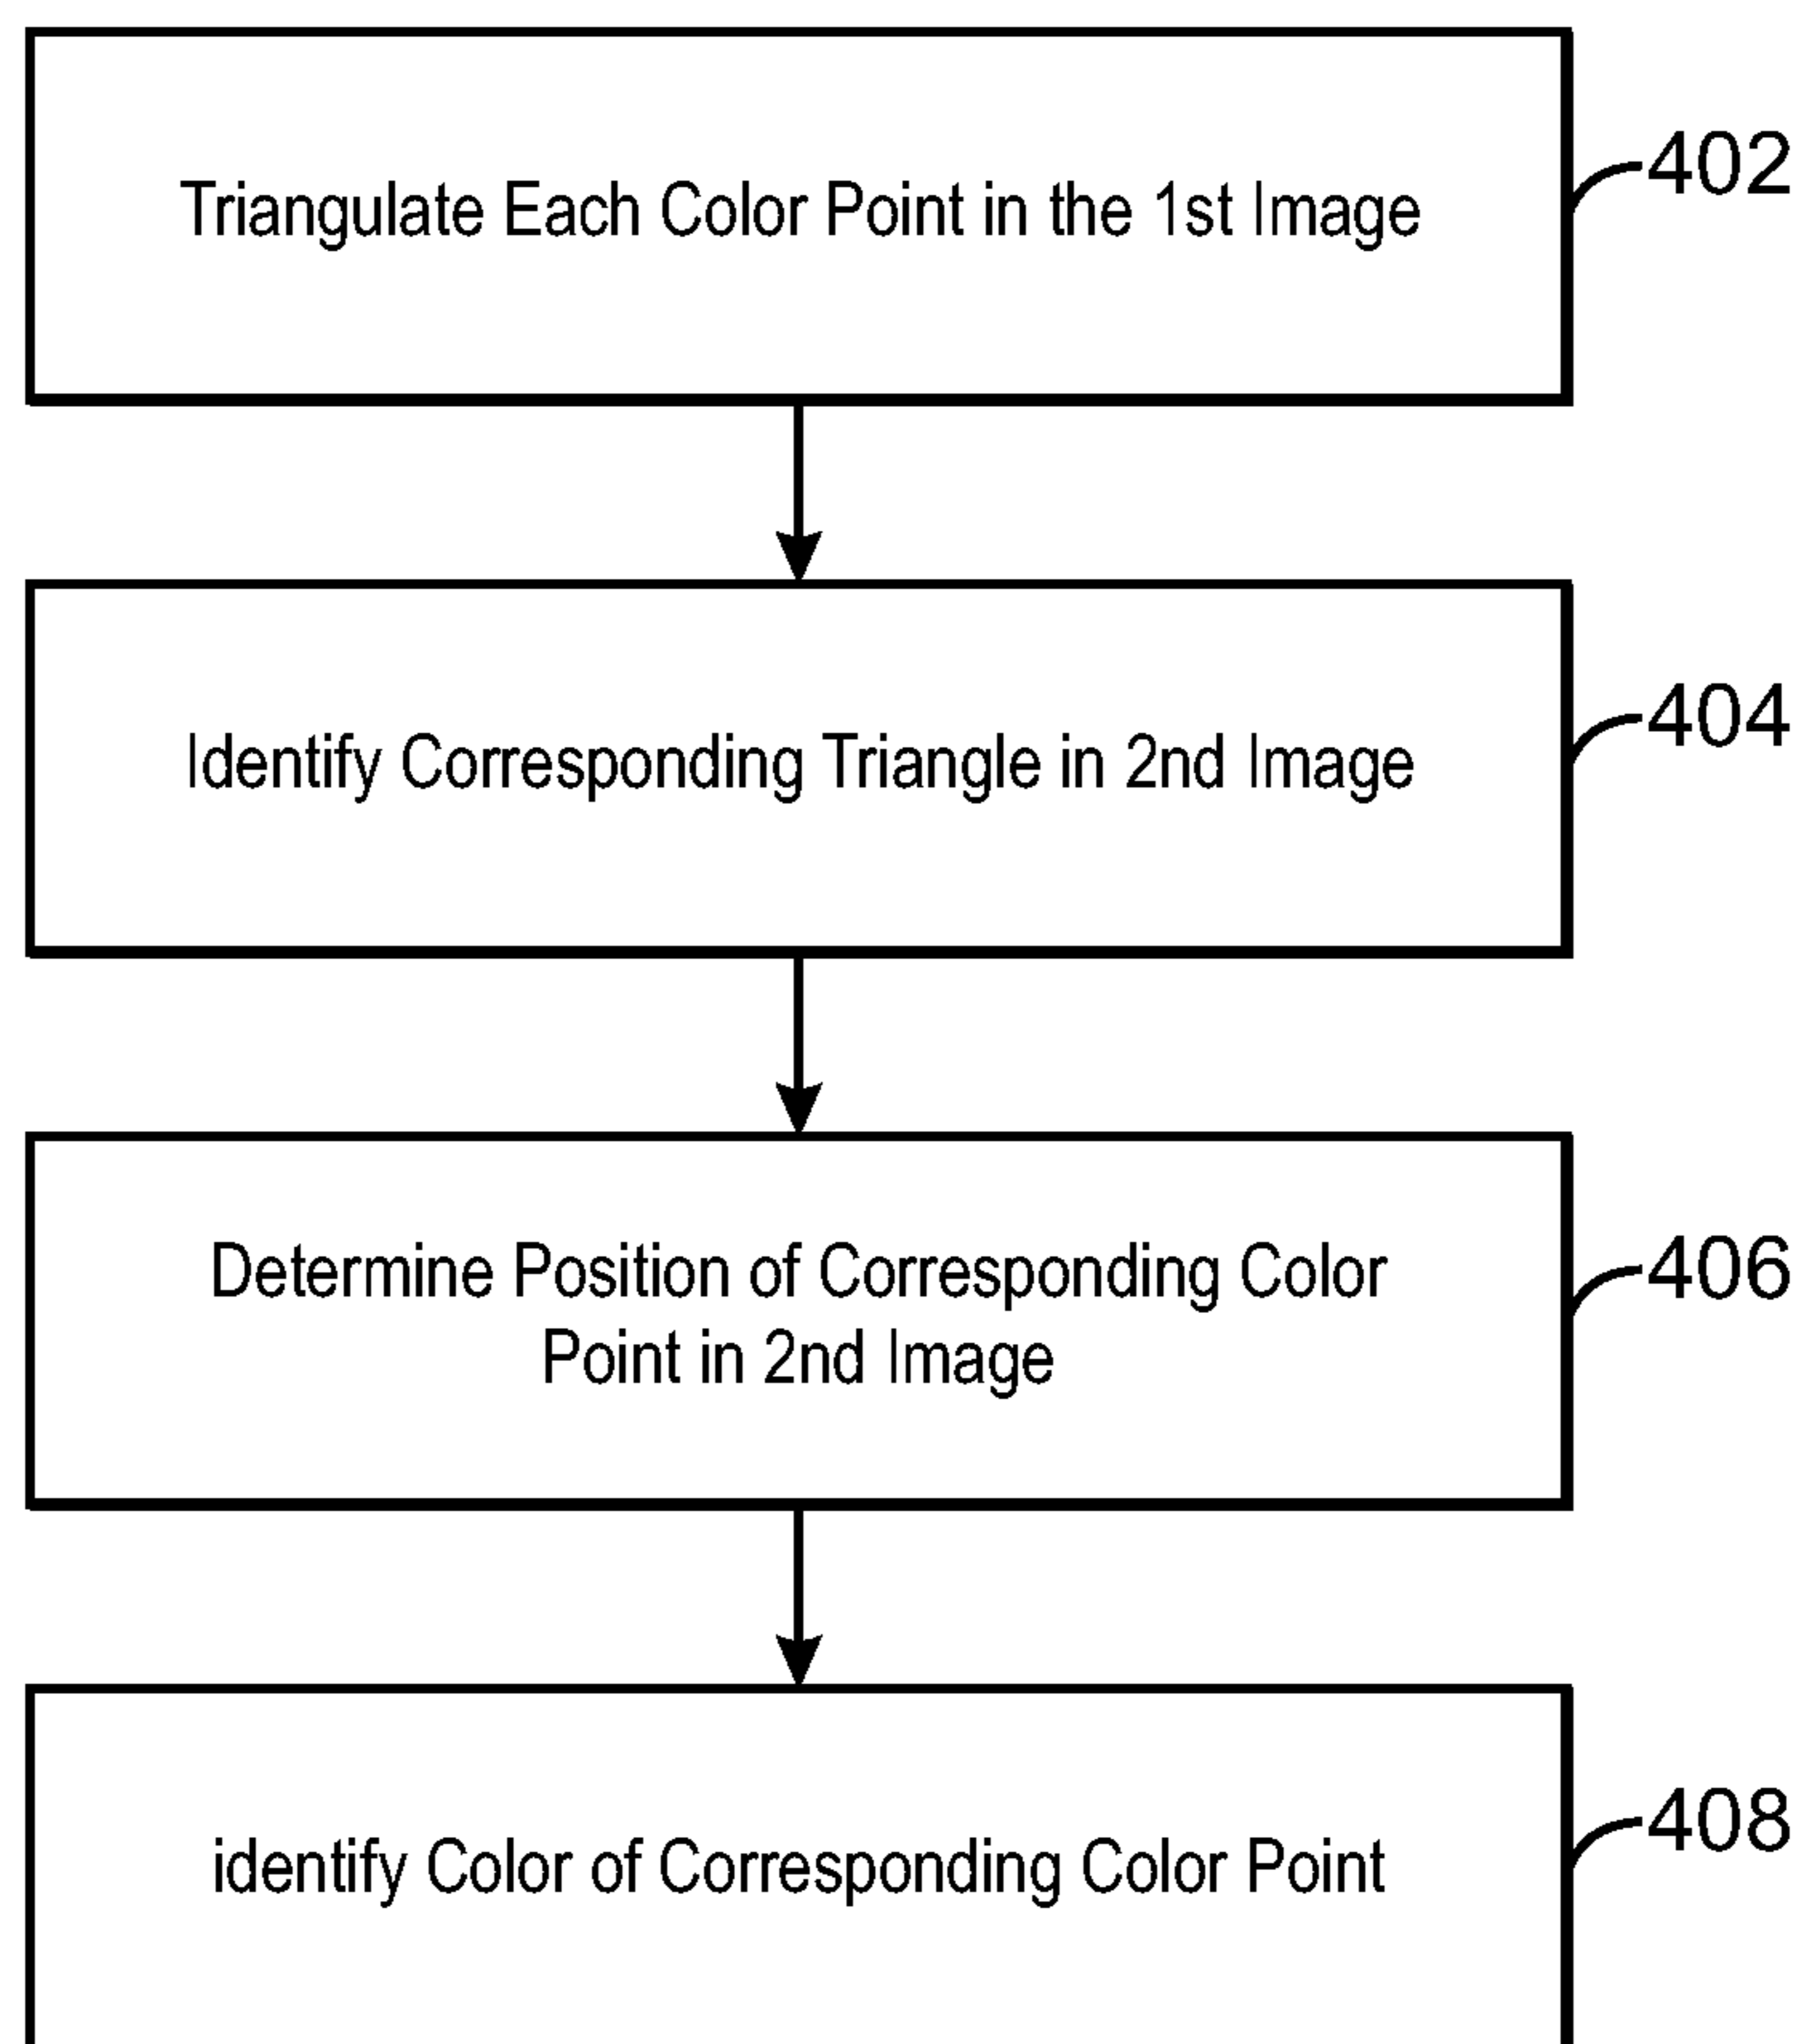 Triangulate Each Color Point in the 1st Image
402
Identify Corresponding Triangle in 2nd Image
404
Determine Position of Corresponding Color
Point in 2nd Image
406
identify Color of Corresponding Color Point
408